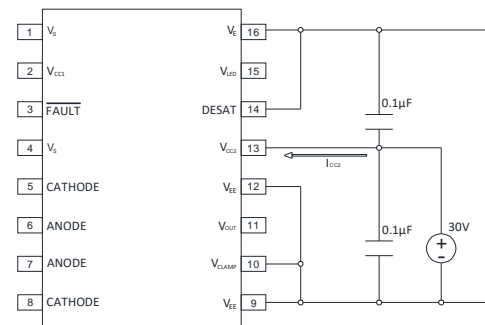 1 Vs VE 16
2 VCC1 VLED 15
3 FAULT DESAT 14
0.1µF
4 Vs VCC2 13
ICC2
5 CATHODE VEE 12
6 ANODE VOUT 11
0.1µF 30V
+
-
7 ANODE VCLAMP 10
8 CATHODE VEE 9